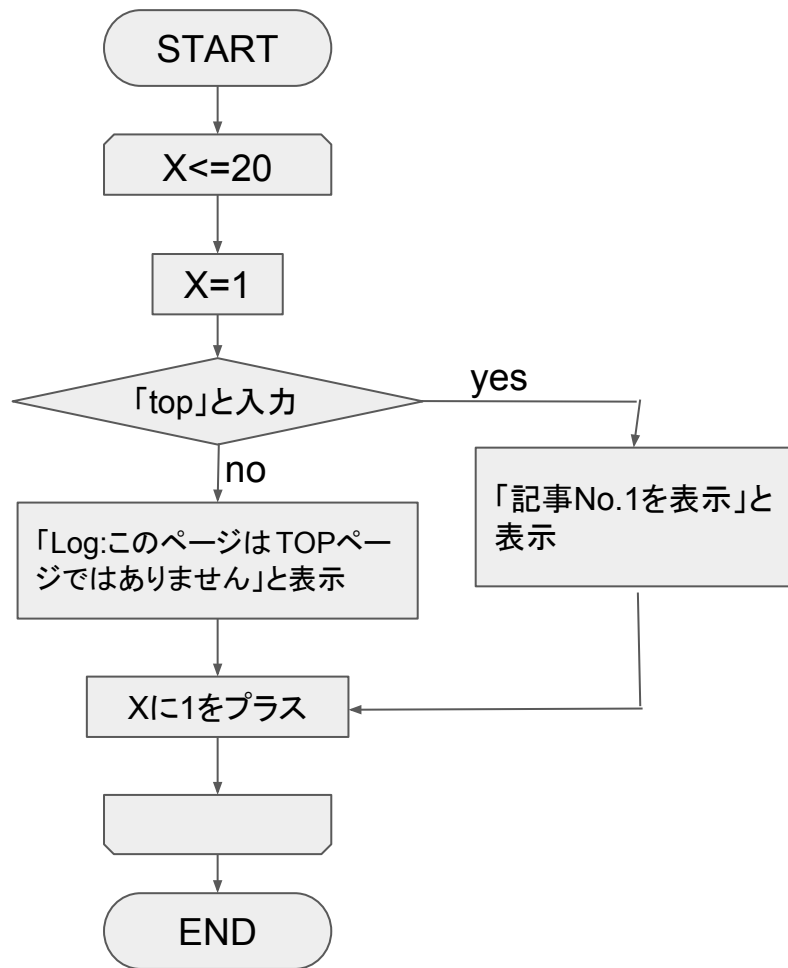 START
X<=20
X=1
「top」と入力
yes
no
「記事No.1を表示」と
表示
「Log:このページは TOPペー
ジではありません」と表示
Xに1をプラス
END